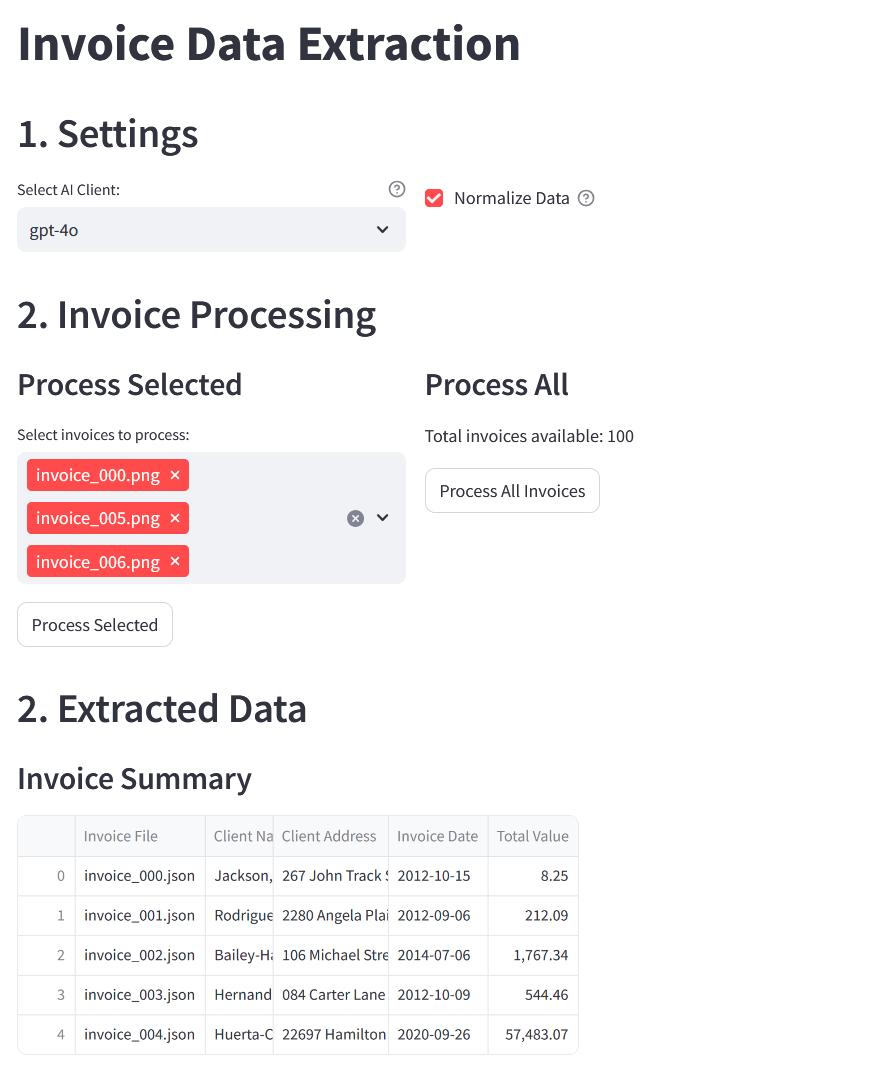 Invoice Data Extraction
1. Settings
Select AI Client:
gpt-4o
Normalize Data
2. Invoice Processing
Process Selected
Select invoices to process:
invoice_000.png
invoice_005.png
invoice_006.png
Process Selected
Process All
Total invoices available: 100
Process All Invoices
2. Extracted Data
Invoice Summary
Invoice File Client Na Client Address Invoice Date Total Value
0 invoice_000.json Jackson, 267 John Track 2012-10-15 8.25
1 invoice_001.json Rodrigue 2280 Angela Plai 2012-09-06 212.09
2 invoice_002.json Bailey-Ha 106 Michael Stre 2014-07-06 1,767.34
3 invoice_003.json Hernand 084 Carter Lane 2012-10-09 544.46
4 invoice_004.json Huerta-C 22697 Hamilton 2020-09-26 57,483.07